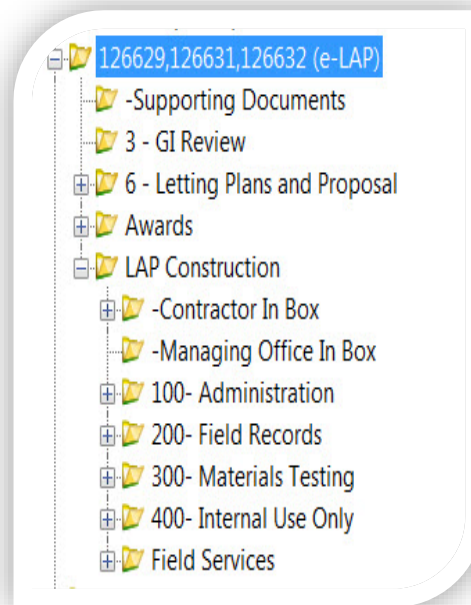 126629,126631,126632 (e-LAP)
-Supporting Documents
3 - GI Review
6 - Letting Plans and Proposal
Awards
LAP Construction
-Contractor In Box
-Managing Office In Box
100- Administration
200- Field Records
300- Materials Testing
400- Internal Use Only
Field Services